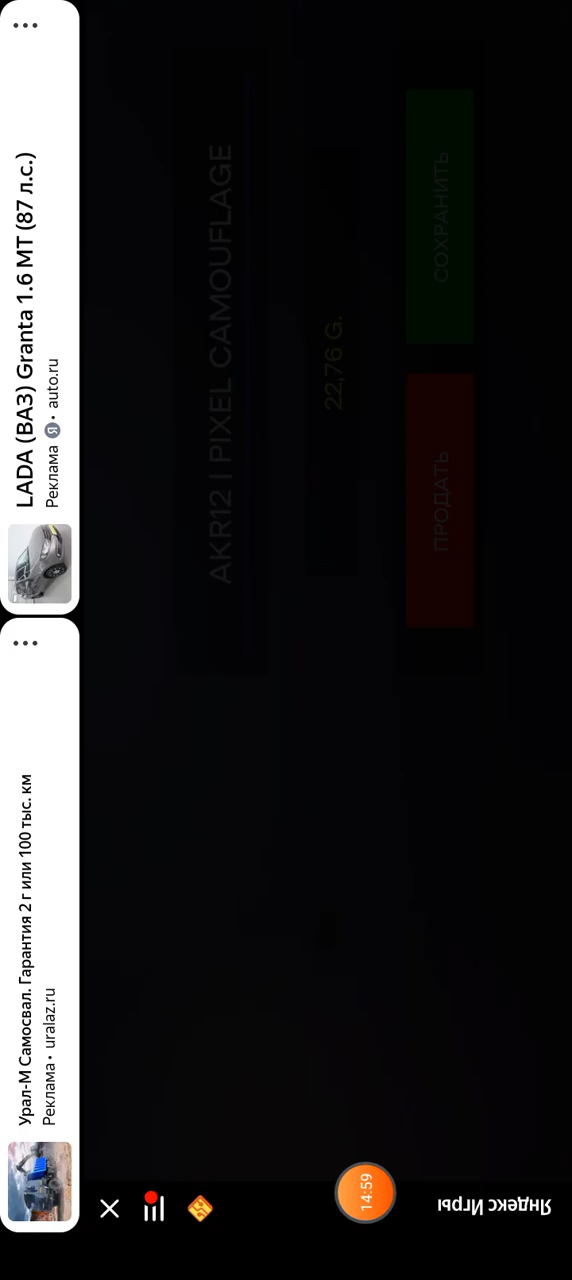 Урал-М Самосвал. Гарантия 2 г или 100 тыс. км
Реклама • uralaz.ru
LADA (ВАЗ) Granta 1.6 MT (87 л.с.)
Реклама Я • auto.ru
AKR12 | PIXEL CAMOUFLAGE
22,76 G.
ПРОДАТЬ
СОХРАНИТЬ
14:59
Яндекс Игры